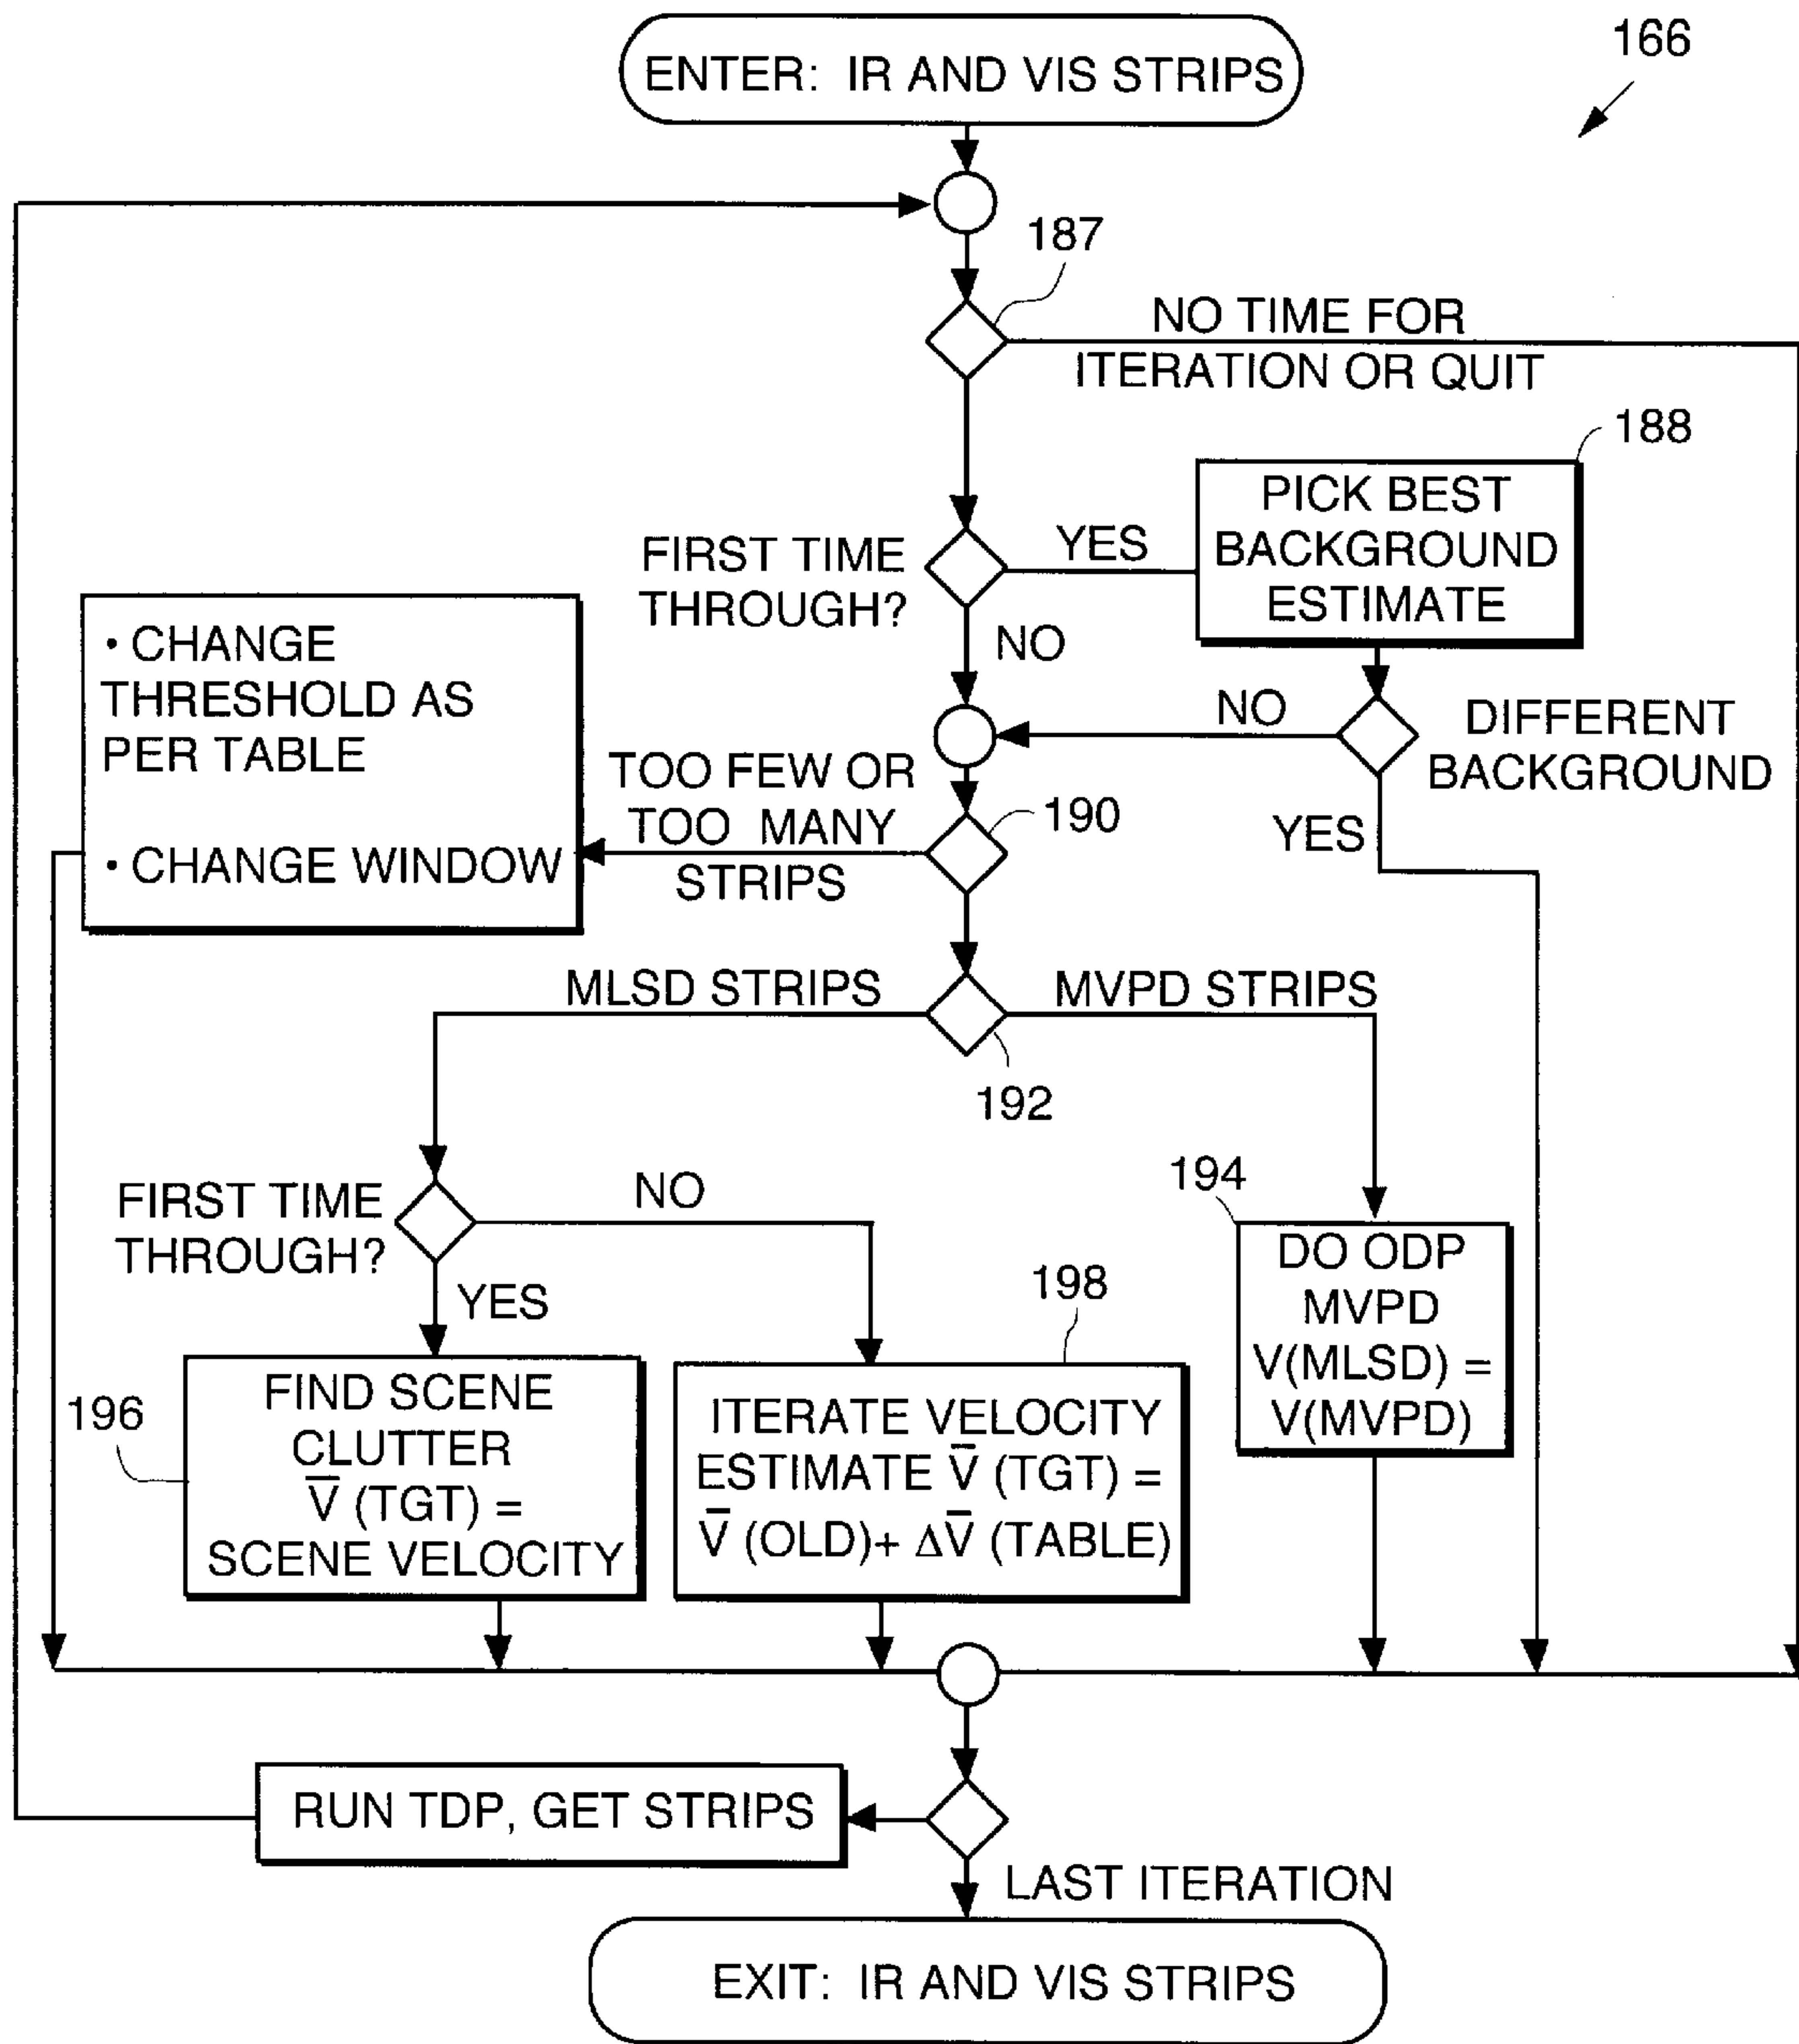 166
ENTER: IR AND VIS STRIPS
187
NO TIME FOR
ITERATION OR QUIT
188
PICK BEST
BACKGROUND
ESTIMATE
FIRST TIME
THROUGH?
YES
NO
• CHANGE
THRESHOLD AS
PER TABLE
• CHANGE WINDOW
NO
DIFFERENT
BACKGROUND
YES
TOO FEW OR
TOO MANY
STRIPS
190
MLSD STRIPS
MVPD STRIPS
192
FIRST TIME
THROUGH?
NO
YES
194
DO ODP
MVPD
V(MLSD) =
V(MVPD)
196
FIND SCENE
CLUTTER
V̅ (TGT) =
SCENE VELOCITY
198
ITERATE VELOCITY
ESTIMATE V̅ (TGT) =
V̅ (OLD)+ ΔV̅ (TABLE)
RUN TDP, GET STRIPS
LAST ITERATION
EXIT: IR AND VIS STRIPS